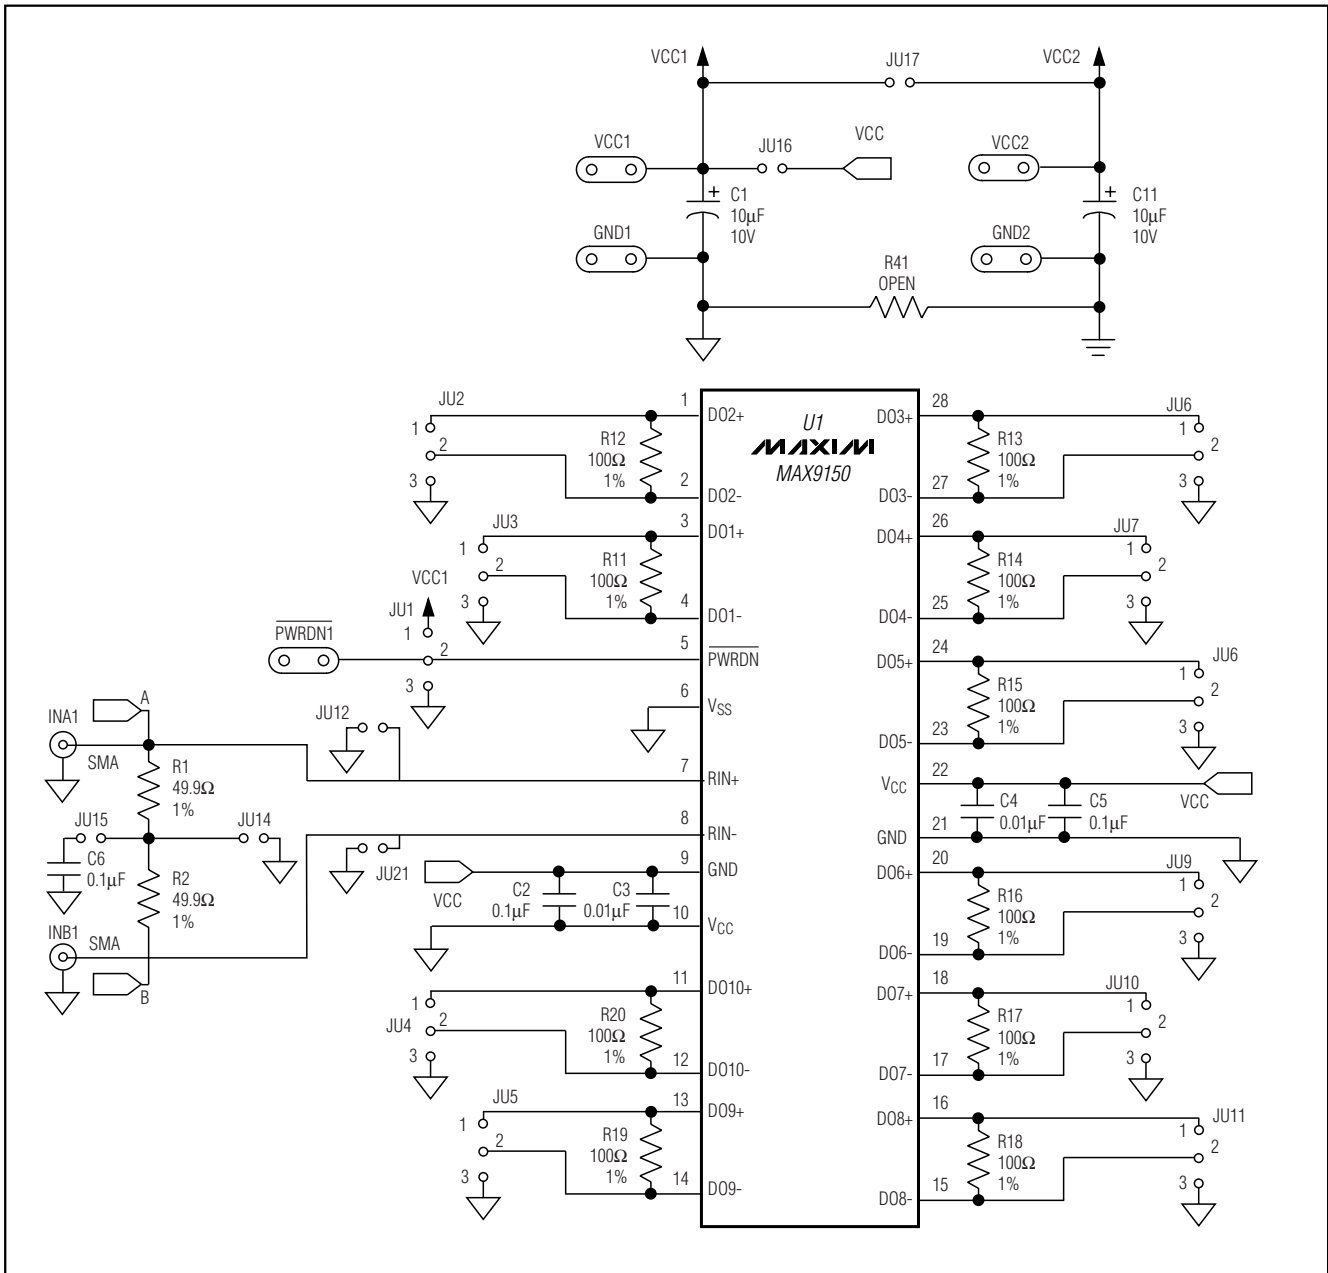 VCC1
JU17
VCC2
VCC1
JU16
VCC
VCC2
+
C1
10µF
10V
+
C11
10µF
10V
GND1
GND2
R41
OPEN
U1
MAXIM
MAX9150
JU2
1
2
3
R12
100Ω
1%
1
DO2+
2
DO2-
JU3
1
2
3
R11
100Ω
1%
3
DO1+
4
DO1-
VCC1
JU1
1
2
3
PWRDN1
5
PWRDN
6
VSS
A
INA1
SMA
JU12
R1
49.9Ω
1%
7
RIN+
JU15
JU14
C6
0.1µF
8
RIN-
JU21
R2
49.9Ω
1%
INB1
SMA
B
VCC
9
GND
C2
0.1µF
C3
0.01µF
10
VCC
JU4
1
2
3
R20
100Ω
1%
11
DO10+
12
DO10-
JU5
1
2
3
R19
100Ω
1%
13
DO9+
14
DO9-
DO3+
28
DO3-
27
R13
100Ω
1%
JU6
1
2
3
DO4+
26
DO4-
25
R14
100Ω
1%
JU7
1
2
3
DO5+
24
DO5-
23
R15
100Ω
1%
JU6
1
2
3
VCC
22
C4
0.01µF
C5
0.1µF
VCC
GND
21
DO6+
20
DO6-
19
R16
100Ω
1%
JU9
1
2
3
DO7+
18
DO7-
17
R17
100Ω
1%
JU10
1
2
3
DO8+
16
DO8-
15
R18
100Ω
1%
JU11
1
2
3